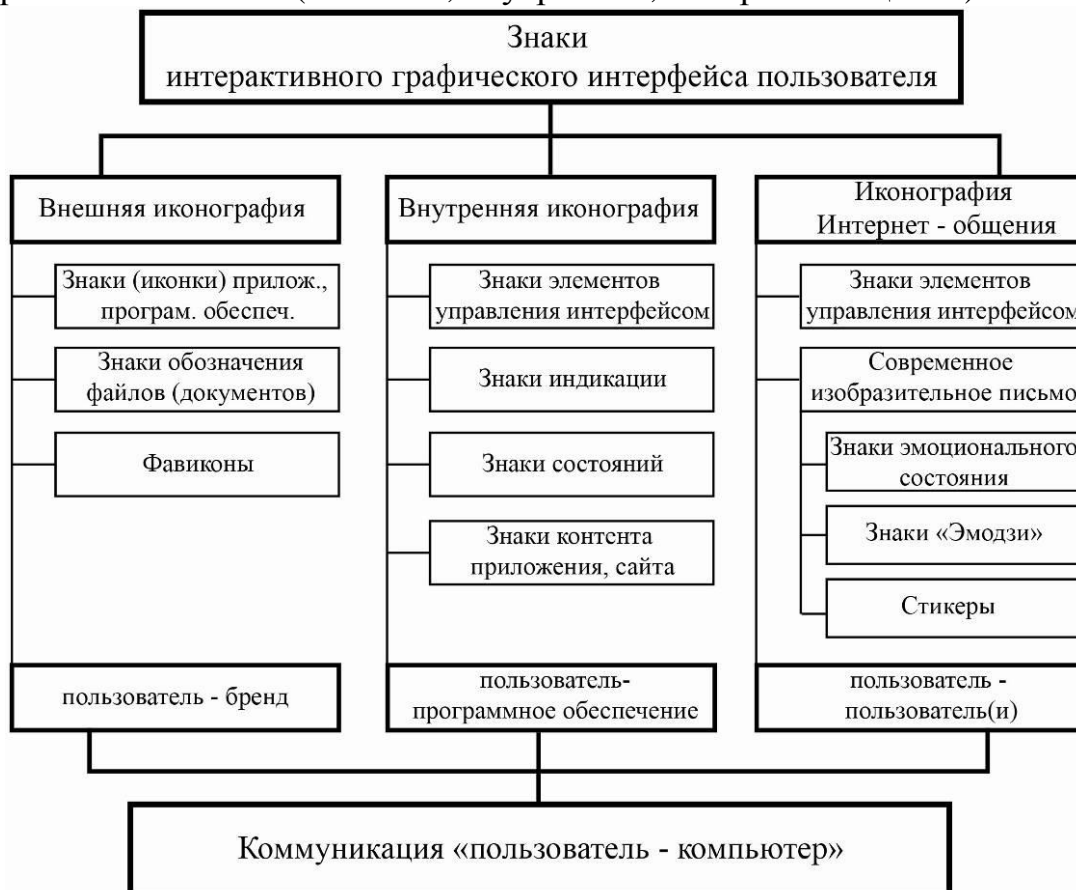 Знаки
интерактивного графического интерфейса пользователя
Внешняя иконография
Знаки (иконки) прилож.,
програм. обеспеч.
Знаки обозначения
файлов (документов)
Фавиконы
пользователь - бренд
Внутренняя иконография
Знаки элементов
управления интерфейсом
Знаки индикации
Знаки состояний
Знаки контента
приложения, сайта
пользователь-
программное обеспечение
Иконография
Интернет - общения
Знаки элементов
управления интерфейсом
Современное
изобразительное письмо
Знаки эмоционального
состояния
Знаки «Эмодзи»
Стикеры
пользователь -
пользователь(и)
Коммуникация «пользователь - компьютер»